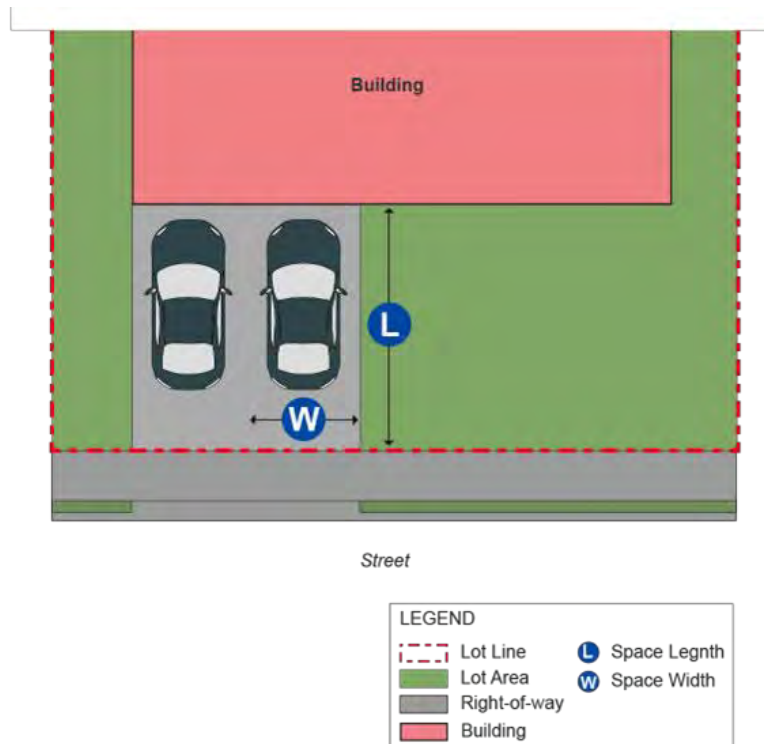 Building
L
W
Street
LEGEND
Lot Line
L Space Legnth
Lot Area
W Space Width
Right-of-way
Building